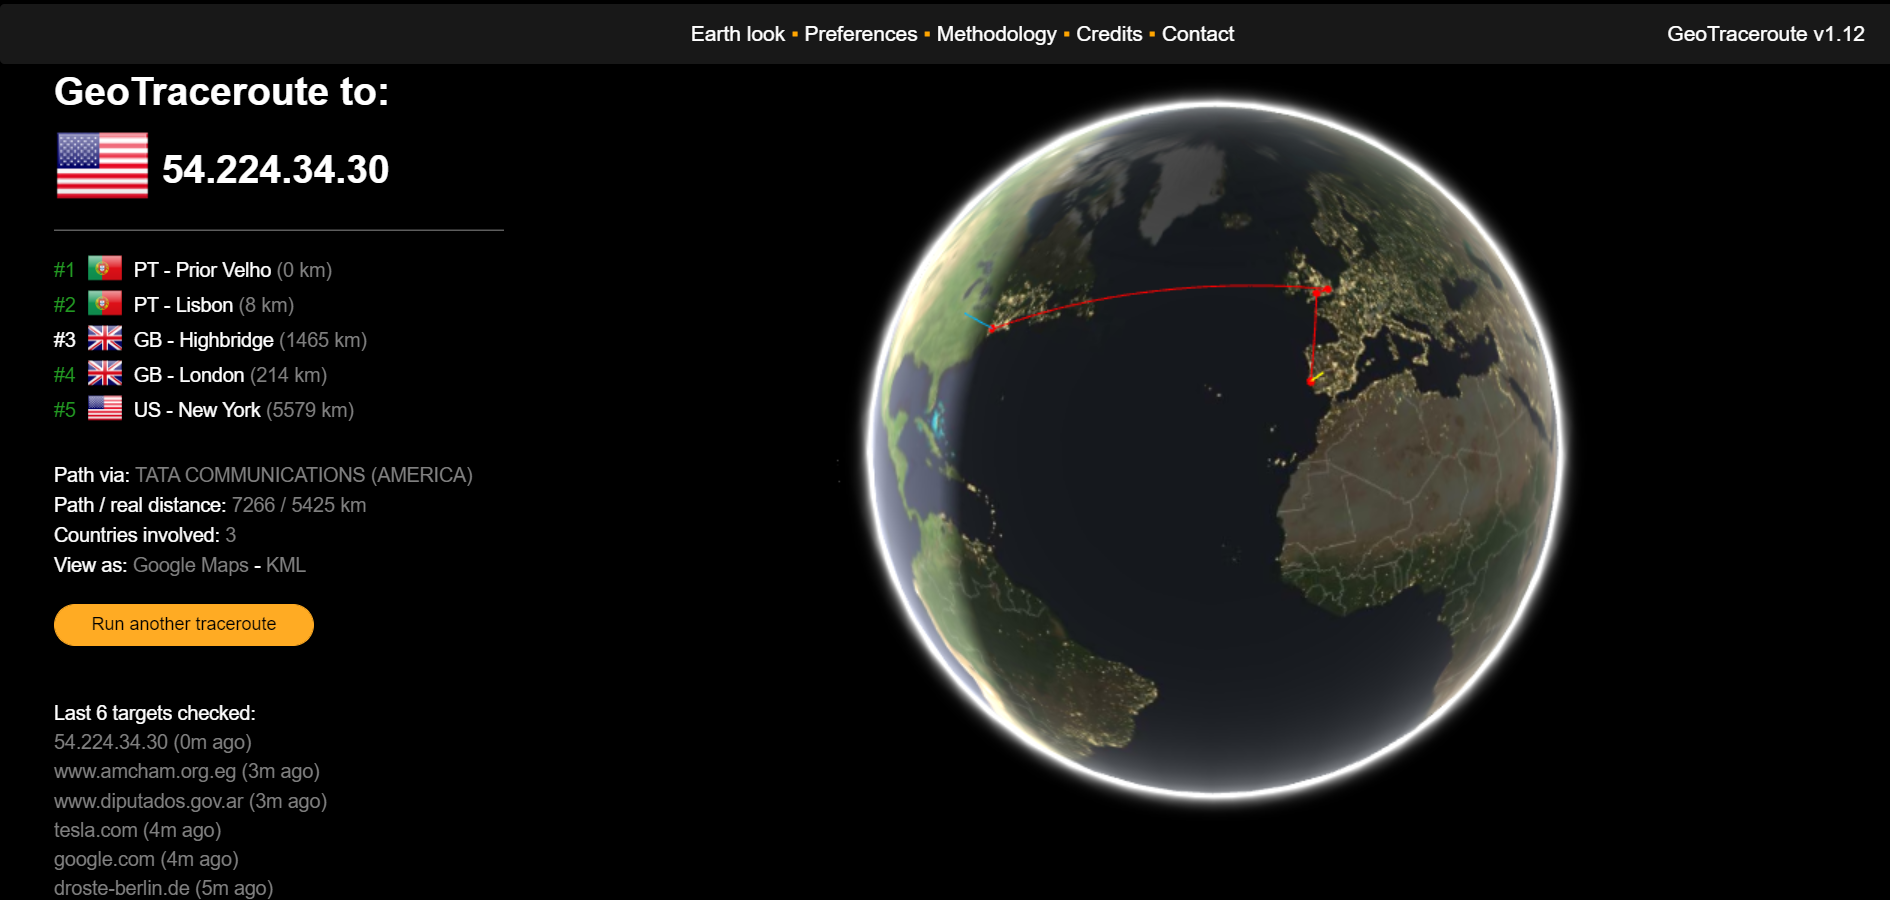 Earth look ▪ Preferences ▪ Methodology ▪ Credits ▪ Contact
GeoTraceroute v1.12
GeoTraceroute to:
54.224.34.30
#1 PT - Prior Velho (0 km)
#2 PT - Lisbon (8 km)
#3 GB - Highbridge (1465 km)
#4 GB - London (214 km)
#5 US - New York (5579 km)
Path via: TATA COMMUNICATIONS (AMERICA)
Path / real distance: 7266 / 5425 km
Countries involved: 3
View as: Google Maps - KML
Run another traceroute
Last 6 targets checked:
54.224.34.30 (0m ago)
www.amcham.org.eg (3m ago)
www.diputados.gov.ar (3m ago)
tesla.com (4m ago)
google.com (4m ago)
droste-berlin.de (5m ago)